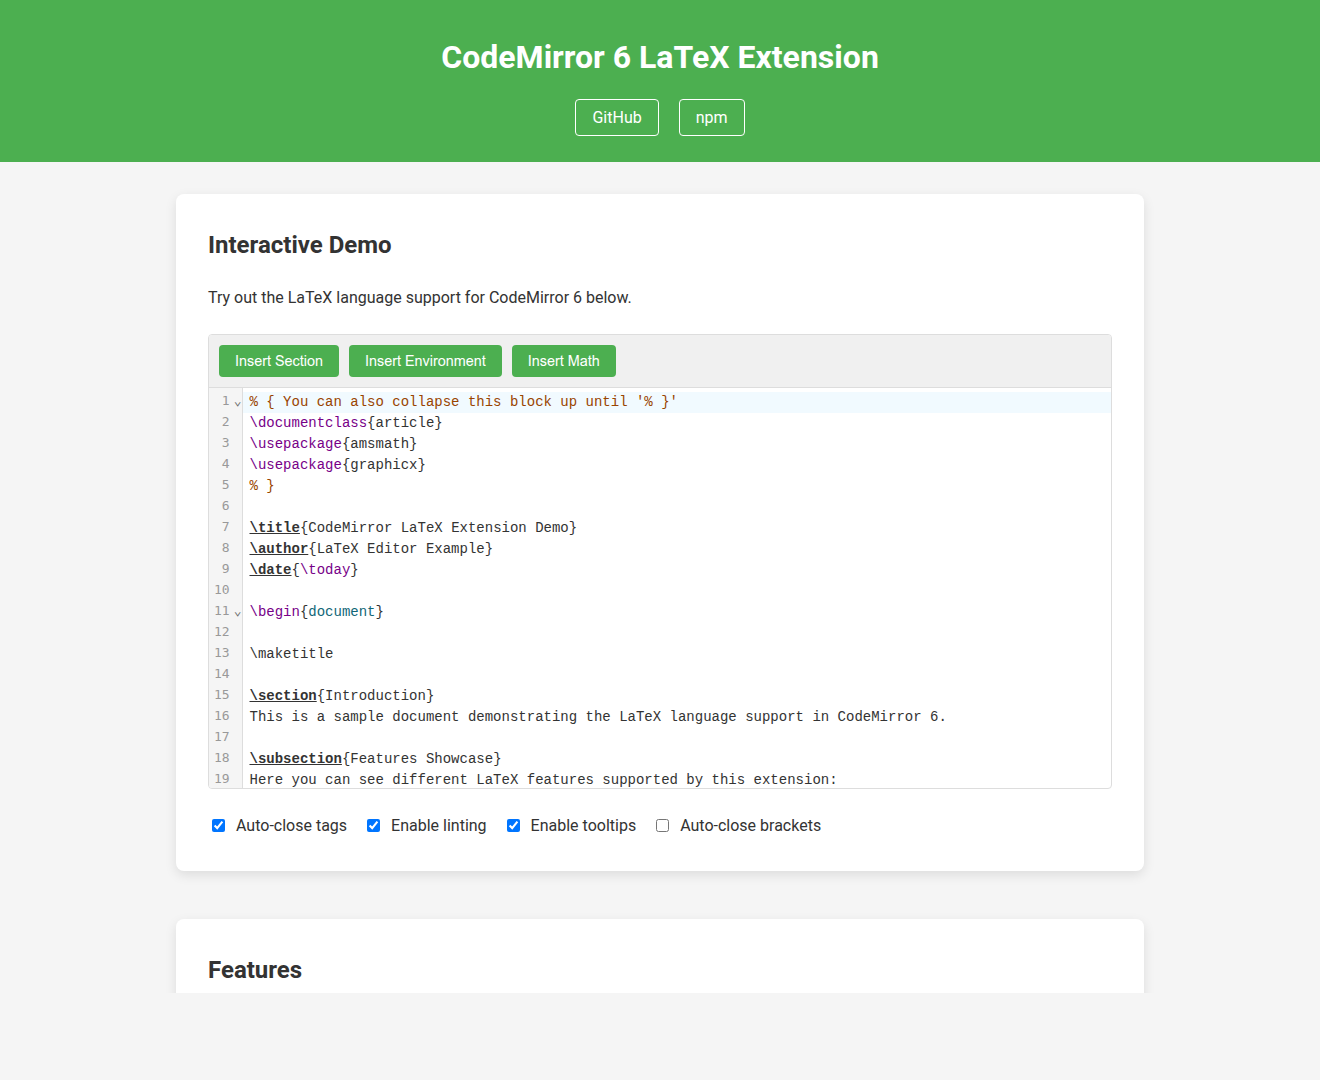 CodeMirror 6 LaTeX Extension
GitHub npm
Interactive Demo
Try out the LaTeX language support for CodeMirror 6 below.
Insert Section Insert Environment Insert Math
1 % { You can also collapse this block up until '% }'
2 \documentclass{article}
3 \usepackage{amsmath}
4 \usepackage{graphicx}
5 % }
6
7 \title{CodeMirror LaTeX Extension Demo}
8 \author{LaTeX Editor Example}
9 \date{\today}
10
11 \begin{document}
12
13 \maketitle
14
15 \section{Introduction}
16 This is a sample document demonstrating the LaTeX language support in CodeMirror 6.
17
18 \subsection{Features Showcase}
19 Here you can see different LaTeX features supported by this extension:
Auto-close tags Enable linting Enable tooltips Auto-close brackets
Features